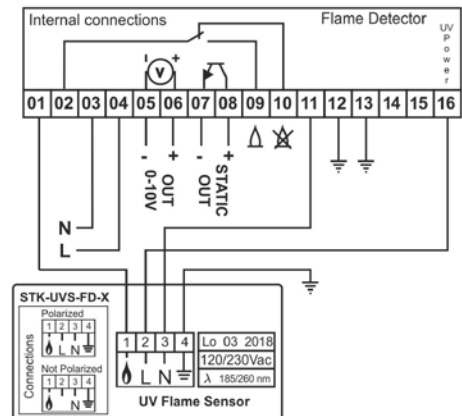 Internal connections
Flame Detector
UV Power
V
- +
01 02 03 04 05 06 07 08 09 10 11 12 13 14 15 16
- + - +
0-10V OUT OUT STATIC
N
L
STK-UVS-FD-X
Connections
Polarized
1 2 3 4
L N
Not Polarized
1 2 3 4
L N
1 2 3 4
L N
Lo 03 2018
120/230Vac
λ 185/260 nm
UV Flame Sensor